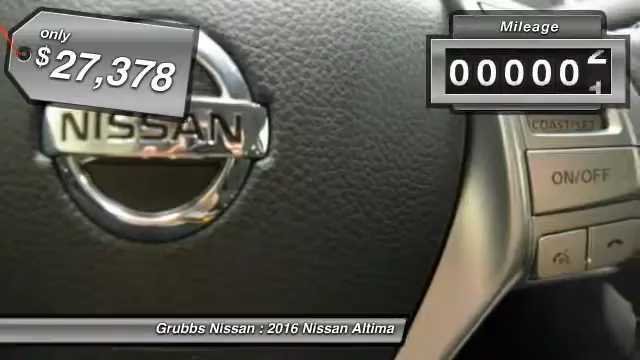 only
$27,378
Mileage
00000
NISSAN
COAST/SET
ON/OFF
Grubbs Nissan : 2016 Nissan Altima